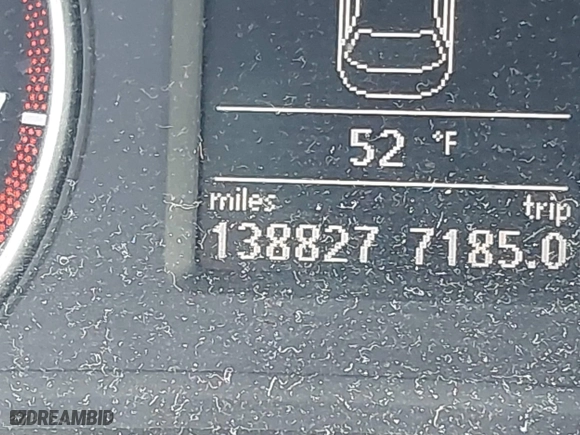 52 °F
miles trip
138827 7185.0
DREAMBID